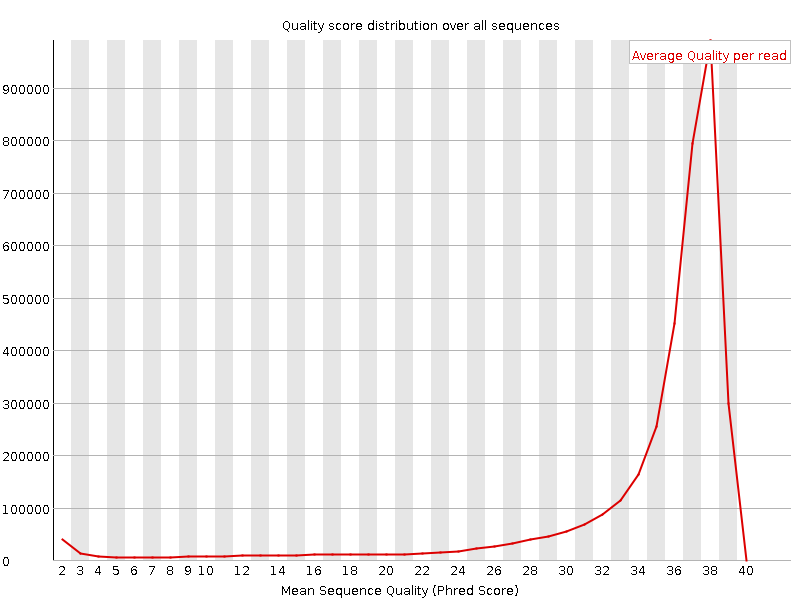 Quality score distribution over all sequences
Average Quality per read
900000
800000
700000
600000
500000
400000
300000
200000
100000
0
2 3 4 5 6 7 8 9 10 12 14 16 18 20 22 24 26 28 30 32 34 36 38 40
Mean Sequence Quality (Phred Score)